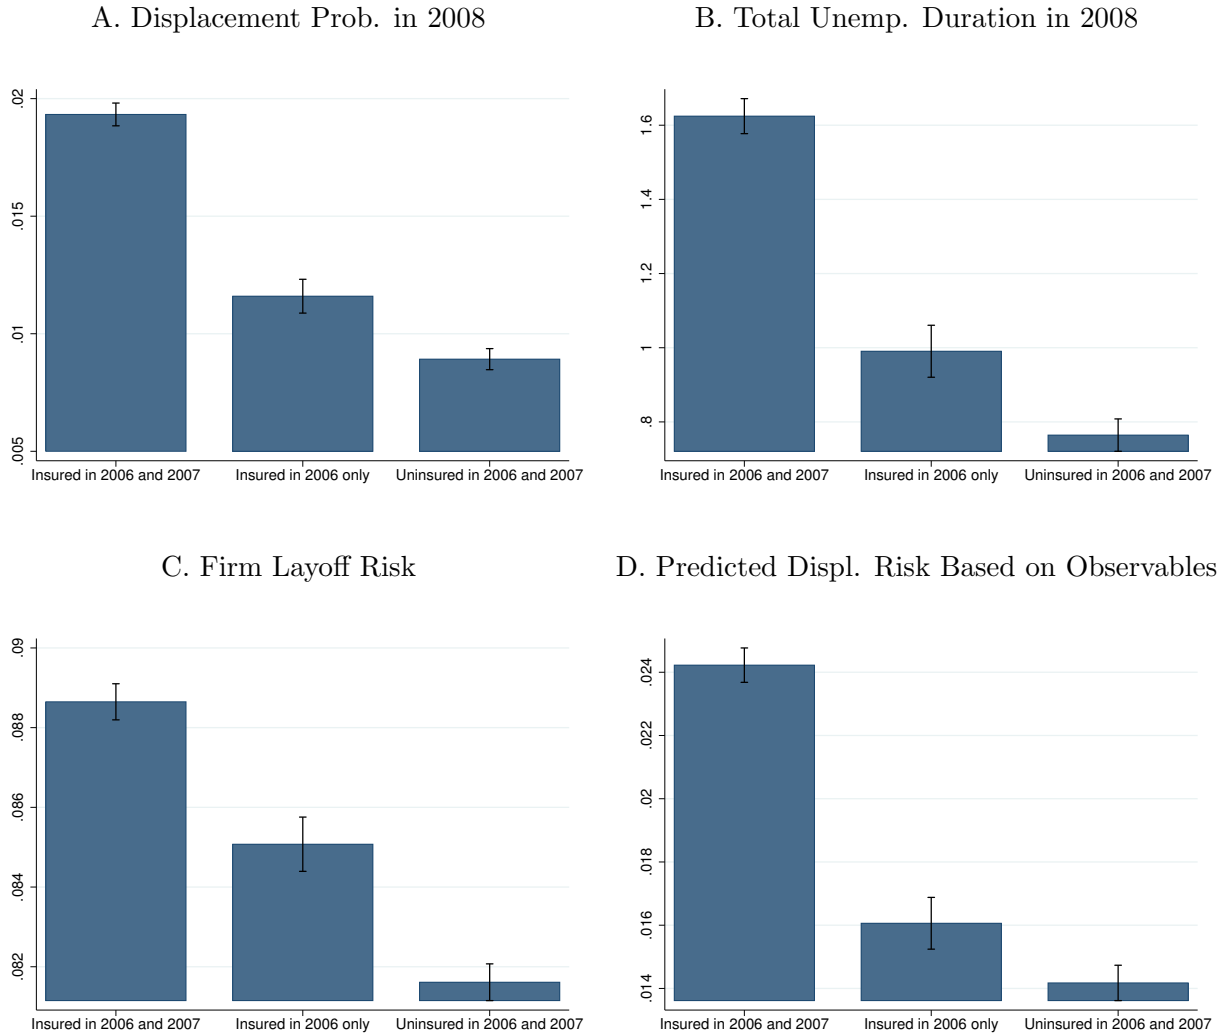 A. Displacement Prob. in 2008
.02
.015
.01
.005
Insured in 2006 and 2007 Insured in 2006 only Uninsured in 2006 and 2007
B. Total Unemp. Duration in 2008
1.6
1.4
1.2
1
.8
Insured in 2006 and 2007 Insured in 2006 only Uninsured in 2006 and 2007
C. Firm Layoff Risk
.09
.088
.086
.084
.082
Insured in 2006 and 2007 Insured in 2006 only Uninsured in 2006 and 2007
D. Predicted Displ. Risk Based on Observables
.024
.022
.02
.018
.016
.014
Insured in 2006 and 2007 Insured in 2006 only Uninsured in 2006 and 2007